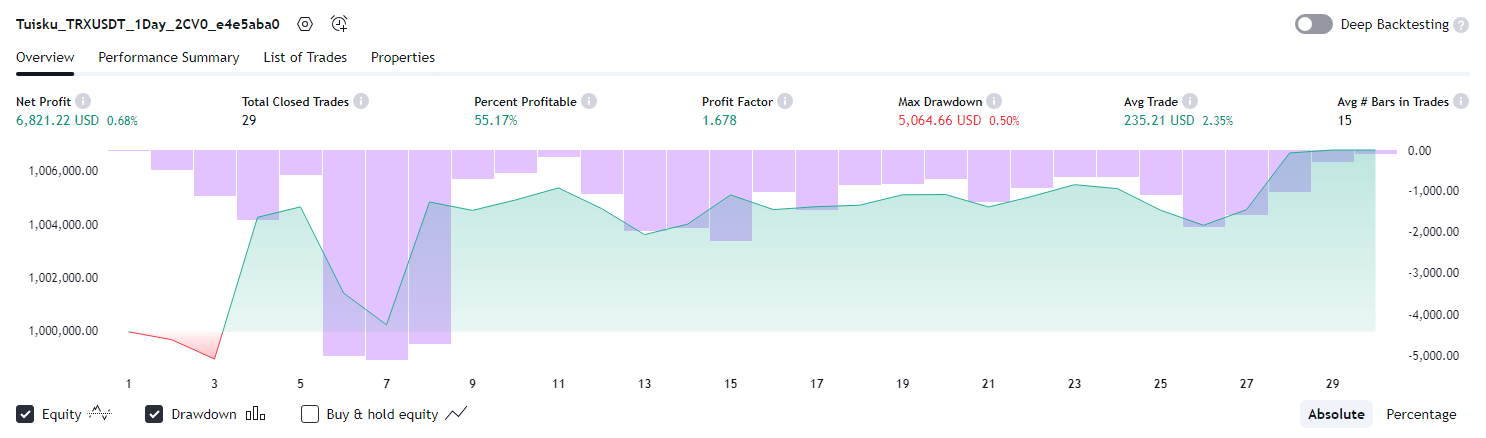 Tuisku_TRXUSDT_1Day_2CV0_e4e5aba0
Deep Backtesting ?
Overview Performance Summary List of Trades Properties
Net Profit Total Closed Trades Percent Profitable Profit Factor Max Drawdown Avg Trade Avg # Bars in Trades
6,821.22 USD 0.68% 29 55.17% 1.678 5,064.66 USD 0.50% 235.21 USD 2.35% 15
1,006,000.00
1,004,000.00
1,002,000.00
1,000,000.00
0.00
-1,000.00
-2,000.00
-3,000.00
-4,000.00
-5,000.00
1 3 5 7 9 11 13 15 17 19 21 23 25 27 29
Equity Drawdown Buy & hold equity Absolute Percentage